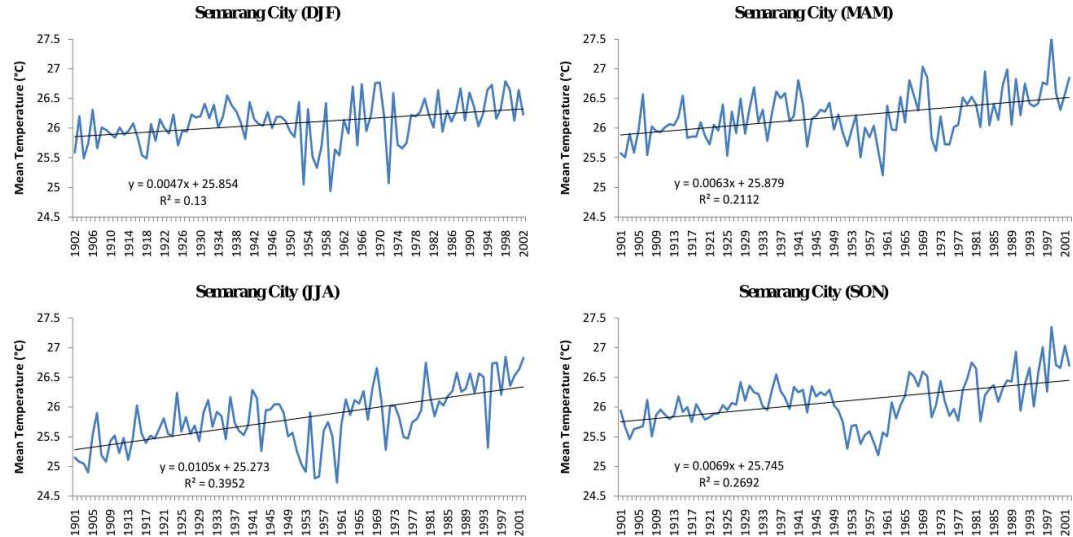 Semarang City (DJF)
Mean Temperature (°C)
27.5
27
26.5
26
25.5
25
24.5
y = 0.0047x + 25.854
R² = 0.13
1902 1906 1910 1914 1918 1922 1926 1930 1934 1938 1942 1946 1950 1954 1958 1962 1966 1970 1974 1978 1982 1986 1990 1994 1998 2002
Semarang City (MAM)
Mean Temperature (°C)
27.5
27
26.5
26
25.5
25
24.5
y = 0.0063x + 25.879
R² = 0.2112
1901 1905 1909 1913 1917 1921 1925 1929 1933 1937 1941 1945 1949 1953 1957 1961 1965 1969 1973 1977 1981 1985 1989 1993 1997 2001
Semarang City (JJA)
Mean Temperature (°C)
27.5
27
26.5
26
25.5
25
24.5
y = 0.0105x + 25.273
R² = 0.3952
1901 1905 1909 1913 1917 1921 1925 1929 1933 1937 1941 1945 1949 1953 1957 1961 1965 1969 1973 1977 1981 1985 1989 1993 1997 2001
Semarang City (SON)
Mean Temperature (°C)
27.5
27
26.5
26
25.5
25
24.5
y = 0.0069x + 25.745
R² = 0.2692
1901 1905 1909 1913 1917 1921 1925 1929 1933 1937 1941 1945 1949 1953 1957 1961 1965 1969 1973 1977 1981 1985 1989 1993 1997 2001